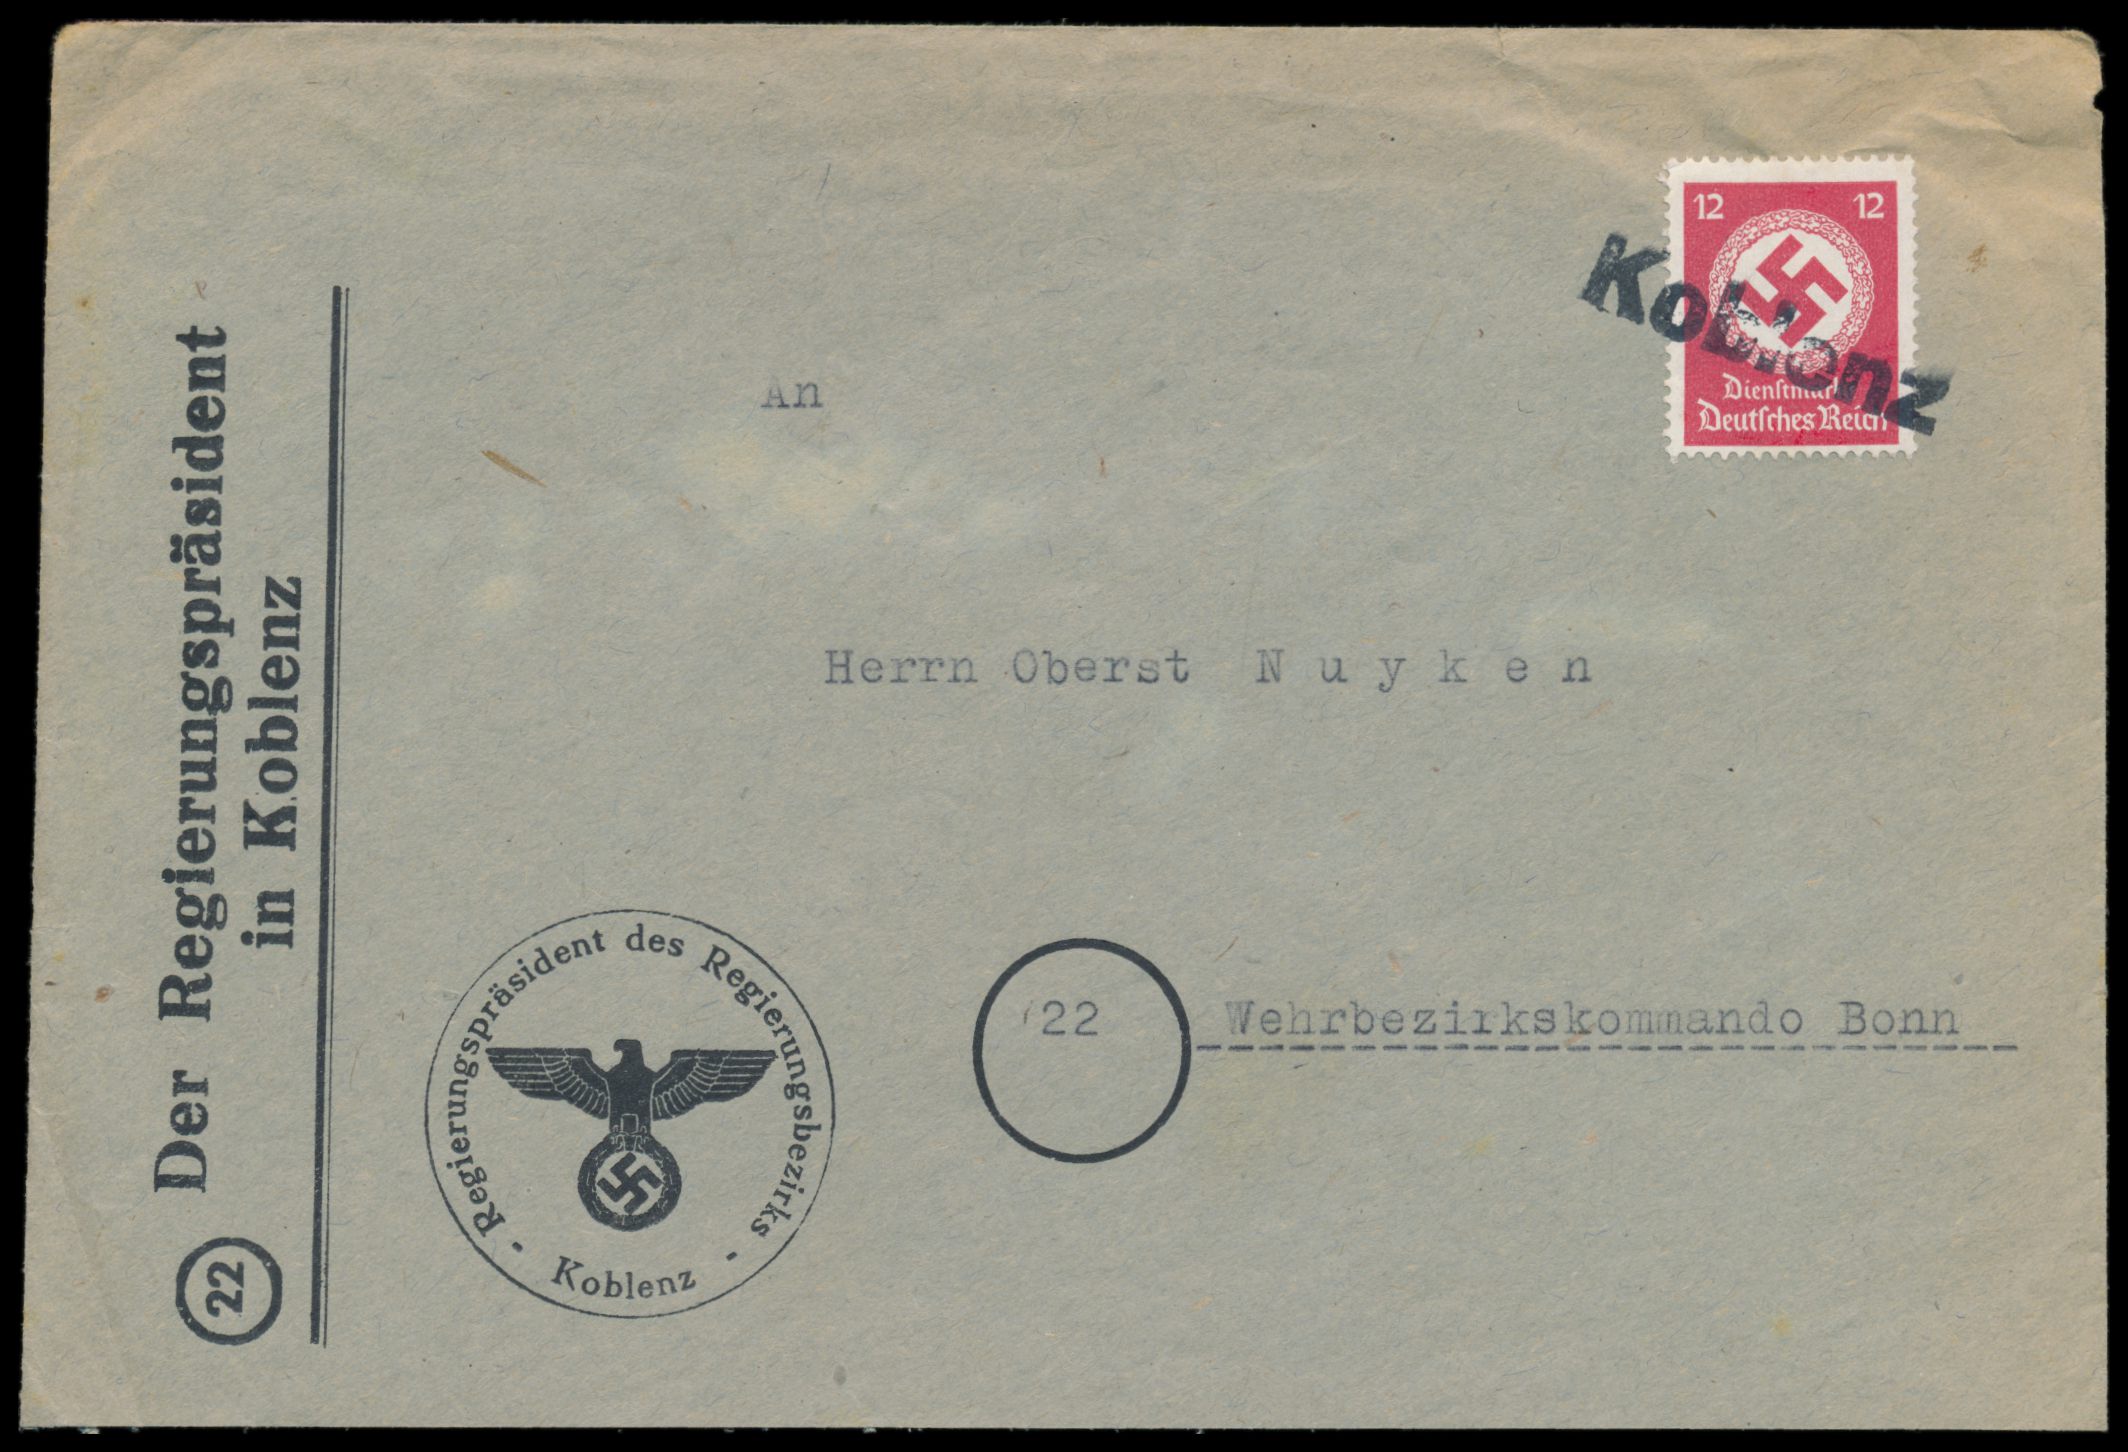 Der Regierungspräsident
in Koblenz
22
12 12
Dienstmarke
Deutsches Reich
Koblenz
An
Herrn Oberst N u y k e n
22 Wehrbezirkskommando Bonn
Regierungspräsident des Regierungsbezirks
· Koblenz ·